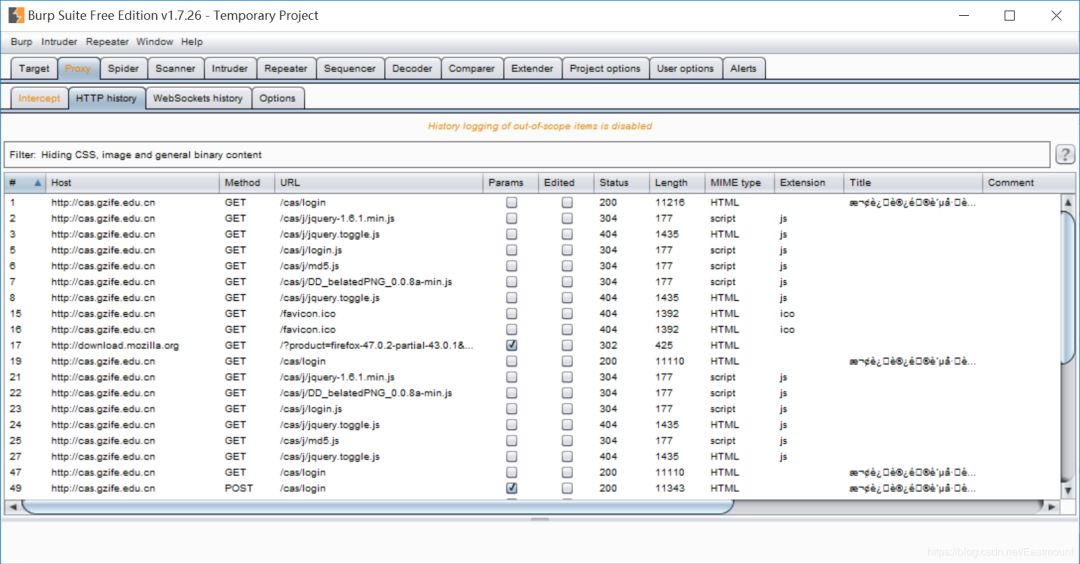 Burp Suite Free Edition v1.7.26 - Temporary Project
Burp Intruder Repeater Window Help
Target Proxy Spider Scanner Intruder Repeater Sequencer Decoder Comparer Extender Project options User options Alerts
Intercept HTTP history WebSockets history Options
History logging of out-of-scope items is disabled
Filter: Hiding CSS, image and general binary content ?
# Host Method URL Params Edited Status Length MIME type Extension Title Comment
1 http://cas.gzife.edu.cn GET /cas/login 200 11216 HTML
2 http://cas.gzife.edu.cn GET /cas/j/jquery-1.6.1.min.js 304 177 script js
3 http://cas.gzife.edu.cn GET /cas/j/jquery.toggle.js 404 1435 HTML js
5 http://cas.gzife.edu.cn GET /cas/j/login.js 304 177 script js
6 http://cas.gzife.edu.cn GET /cas/j/md5.js 304 177 script js
7 http://cas.gzife.edu.cn GET /cas/j/DD_belatedPNG_0.0.8a-min.js 304 177 script js
8 http://cas.gzife.edu.cn GET /cas/j/jquery.toggle.js 404 1435 HTML js
15 http://cas.gzife.edu.cn GET /favicon.ico 404 1392 HTML ico
16 http://cas.gzife.edu.cn GET /favicon.ico 404 1392 HTML ico
17 http://download.mozilla.org GET /?product=firefox-47.0.2-partial-43.0.1&... 302 425 HTML
19 http://cas.gzife.edu.cn GET /cas/login 200 11110 HTML
21 http://cas.gzife.edu.cn GET /cas/j/jquery-1.6.1.min.js 304 177 script js
22 http://cas.gzife.edu.cn GET /cas/j/DD_belatedPNG_0.0.8a-min.js 304 177 script js
23 http://cas.gzife.edu.cn GET /cas/j/login.js 304 177 script js
24 http://cas.gzife.edu.cn GET /cas/j/jquery.toggle.js 404 1435 HTML js
25 http://cas.gzife.edu.cn GET /cas/j/md5.js 304 177 script js
27 http://cas.gzife.edu.cn GET /cas/j/jquery.toggle.js 404 1435 HTML js
47 http://cas.gzife.edu.cn GET /cas/login 200 11110 HTML
49 http://cas.gzife.edu.cn POST /cas/login 200 11343 HTML
https://blog.csdn.net/Eastmount